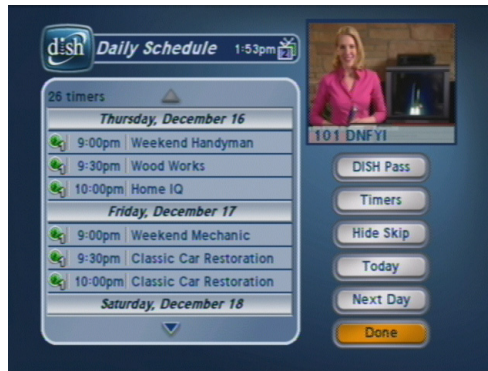 dish Daily Schedule 1:53pm
26 timers
Thursday, December 16
9:00pm Weekend Handyman
9:30pm Wood Works
10:00pm Home IQ
Friday, December 17
9:00pm Weekend Mechanic
9:30pm Classic Car Restoration
10:00pm Classic Car Restoration
Saturday, December 18
101 DNFYI
DISH Pass
Timers
Hide Skip
Today
Next Day
Done